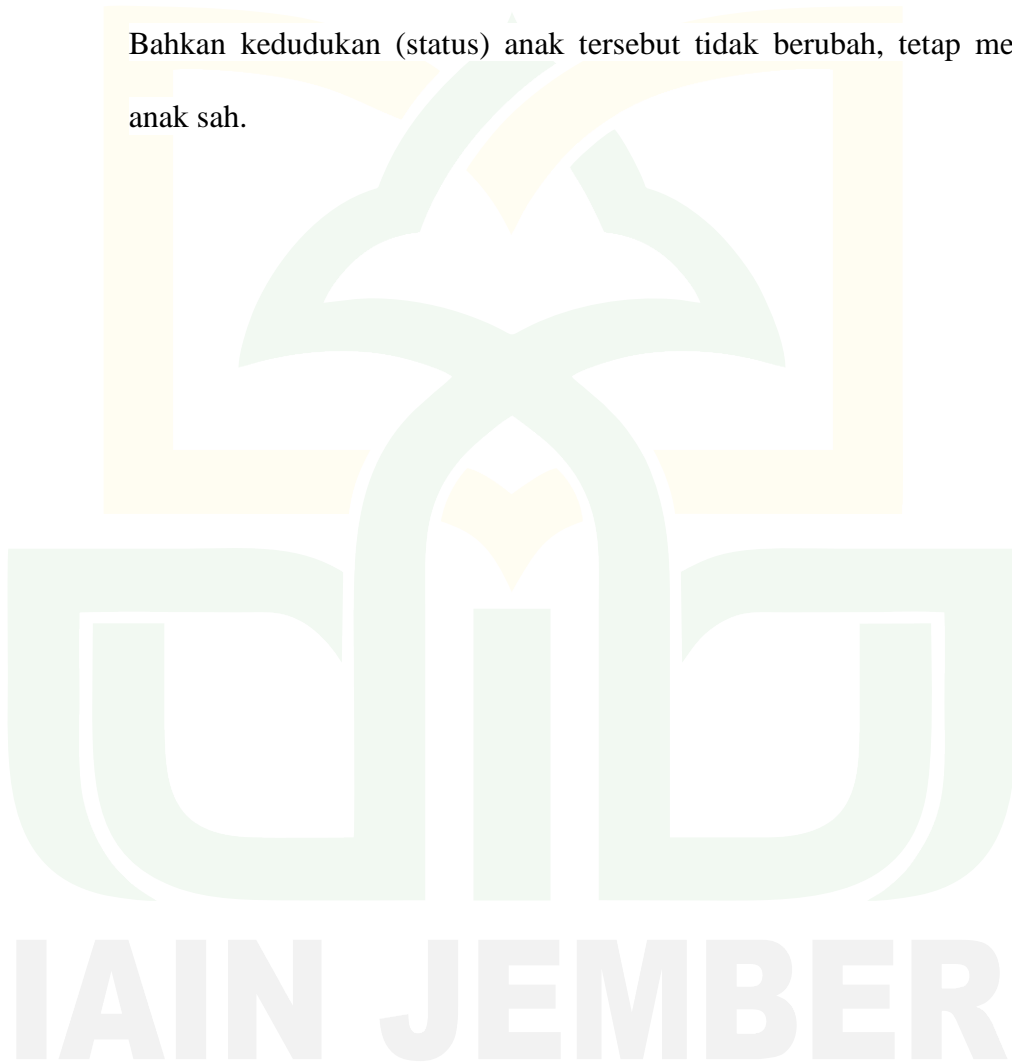 Bahkan kedudukan (status) anak tersebut tidak berubah, tetap me
anak sah.
IAIN JEMBER